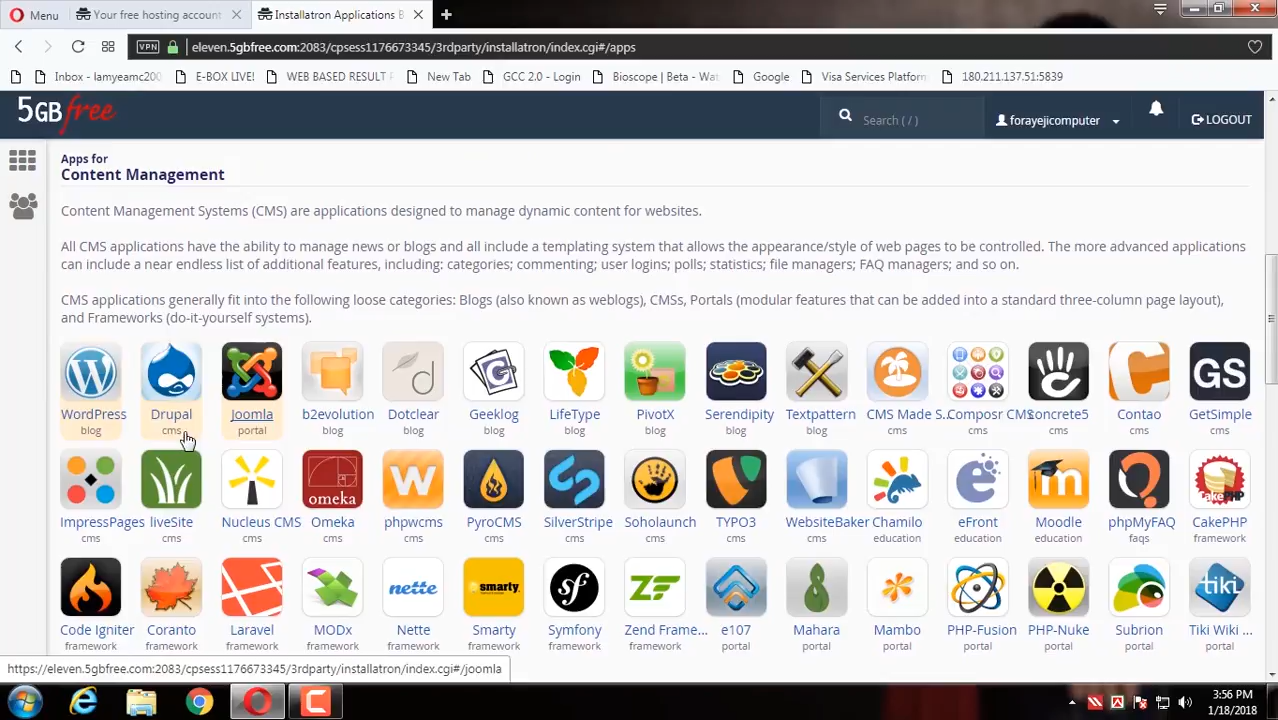 Menu
Your free hosting account
Installatron Applications B
VPN
eleven.5gbfree.com:2083/cpsess1176673345/3rdparty/installatron/index.cgi#/apps
Inbox - lamyeamc200
E-BOX LIVE!
WEB BASED RESULT
New Tab
GCC 2.0 - Login
Bioscope | Beta - Wat
Google
Visa Services Platform
180.211.137.51:5839
5GB free
Search ( / )
forayejicomputer
LOGOUT
Apps for
Content Management
Content Management Systems (CMS) are applications designed to manage dynamic content for websites.
All CMS applications have the ability to manage news or blogs and all include a templating system that allows the appearance/style of web pages to be controlled. The more advanced applications
can include a near endless list of additional features, including: categories; commenting; user logins; polls; statistics; file managers; FAQ managers; and so on.
CMS applications generally fit into the following loose categories: Blogs (also known as weblogs), CMSs, Portals (modular features that can be added into a standard three-column page layout),
and Frameworks (do-it-yourself systems).
GS
WordPress Drupal Joomla b2evolution Dotclear Geeklog LifeType PivotX Serendipity Textpattern CMS Made S... Composr CMS concrete5 Contao GetSimple
blog cms portal blog blog blog blog blog blog blog cms cms cms cms cms
omeka
CAKEPHP
ImpressPages liveSite Nucleus CMS Omeka phpwcms PyroCMS SilverStripe Soholaunch TYPO3 WebsiteBaker Chamilo eFront Moodle phpMyFAQ CakePHP
cms cms cms cms cms cms cms cms cms cms education education education faqs framework
nette smarty ZF tiki
Code Igniter Coranto Laravel MODx Nette Smarty Symfony Zend Frame... e107 Mahara Mambo PHP-Fusion PHP-Nuke Subrion Tiki Wiki ...
framework framework framework framework framework framework framework framework portal portal portal portal portal portal portal
https://eleven.5gbfree.com:2083/cpsess1176673345/3rdparty/installatron/index.cgi#/joomla
3:56 PM
1/18/2018